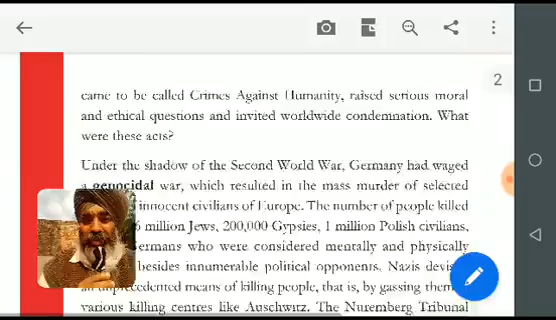 2
came to be called Crimes Against Humanity, raised serious moral
and ethical questions and invited worldwide condemnation. What
were these acts?
Under the shadow of the Second World War, Germany had waged
a genocidal war, which resulted in the mass murder of selected
innocent civilians of Europe. The number of people killed
6 million Jews, 200,000 Gypsies, 1 million Polish civilians,
Germans who were considered mentally and physically
besides innumerable political opponents. Nazis devised
an unprecedented means of killing people, that is, by gassing them in
various killing centres like Auschwitz. The Nuremberg Tribunal